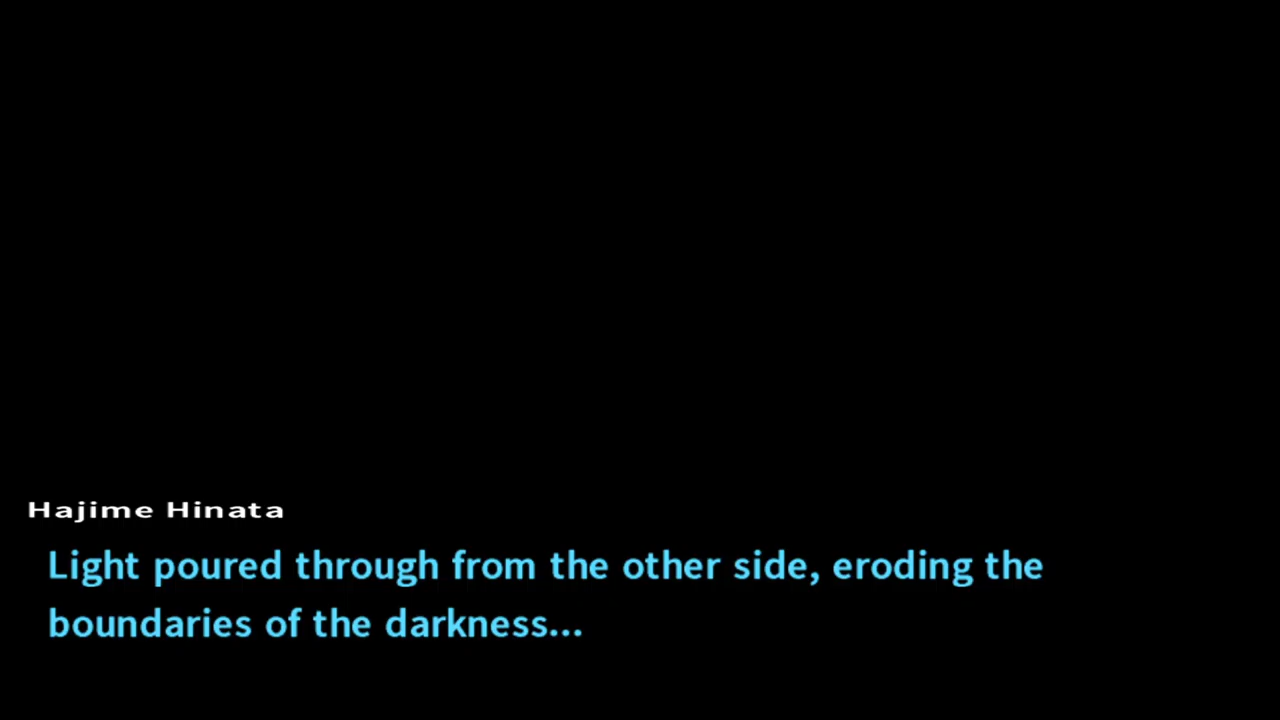 Hajime Hinata
Light poured through from the other side, eroding the
boundaries of the darkness...